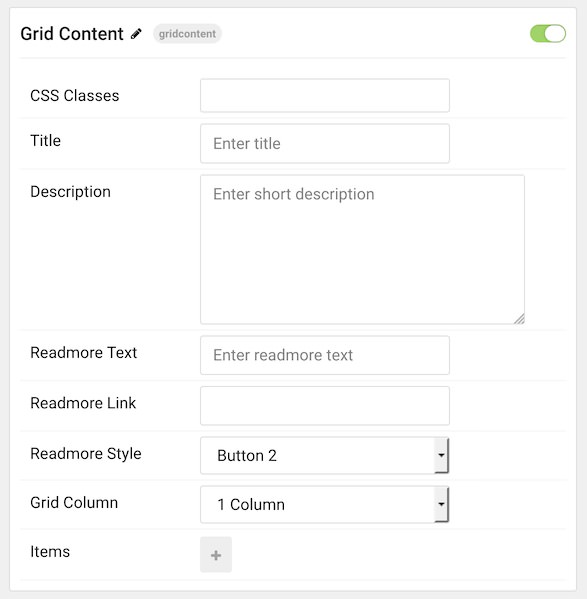 Grid Content gridcontent
CSS Classes
Title Enter title
Description Enter short description
Readmore Text Enter readmore text
Readmore Link
Readmore Style Button 2
Grid Column 1 Column
Items +